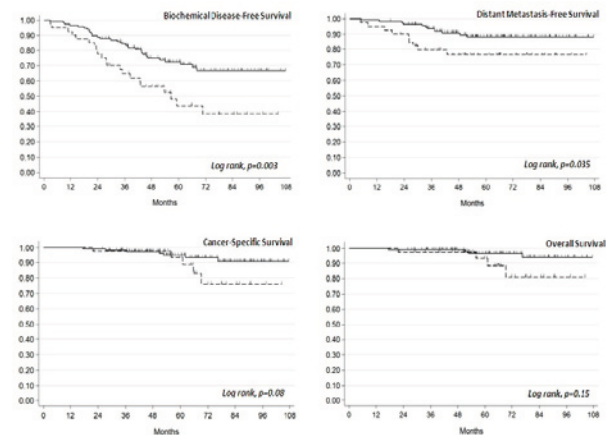 Biochemical Disease-Free Survival
1.00
0.90
0.80
0.70
0.60
0.50
0.40
0.30
0.20
0.10
0.00
Log rank, p=0.003
0 12 24 36 48 60 72 84 96 108
Months
Distant Metastasis-Free Survival
1.00
0.90
0.80
0.70
0.60
0.50
0.40
0.30
0.20
0.10
0.00
Log rank, p=0.035
0 12 24 36 48 60 72 84 96 108
Months
Cancer-Specific Survival
1.00
0.90
0.80
0.70
0.60
0.50
0.40
0.30
0.20
0.10
0.00
Log rank, p=0.08
0 12 24 36 48 60 72 84 96 108
Months
Overall Survival
1.00
0.90
0.80
0.70
0.60
0.50
0.40
0.30
0.20
0.10
0.00
Log rank, p=0.15
0 12 24 36 48 60 72 84 96 108
Months